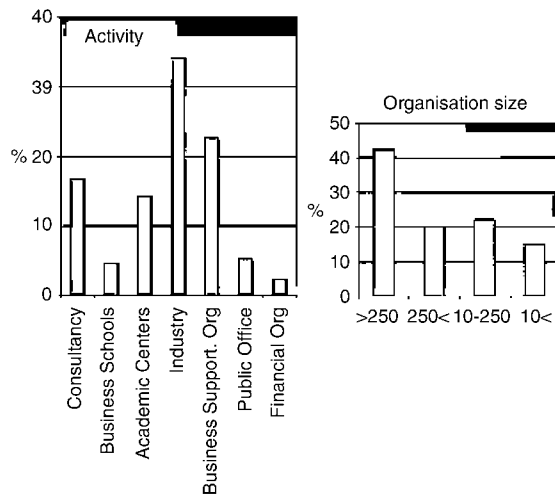 Activity
40
39
% 20
10
0
Consultancy
Business Schools
Academic Centers
Industry
Business Support. Org
Public Office
Financial Org
Organisation size
50
40
30
%
20
10
0
>250 250< 10-250 10<